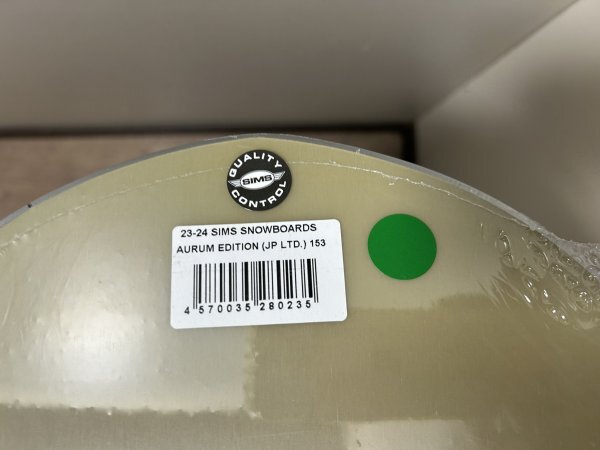 QUALITY
SIMS
CONTROL
23-24 SIMS SNOWBOARDS
AURUM EDITION (JP LTD.) 153
4 570035 280235